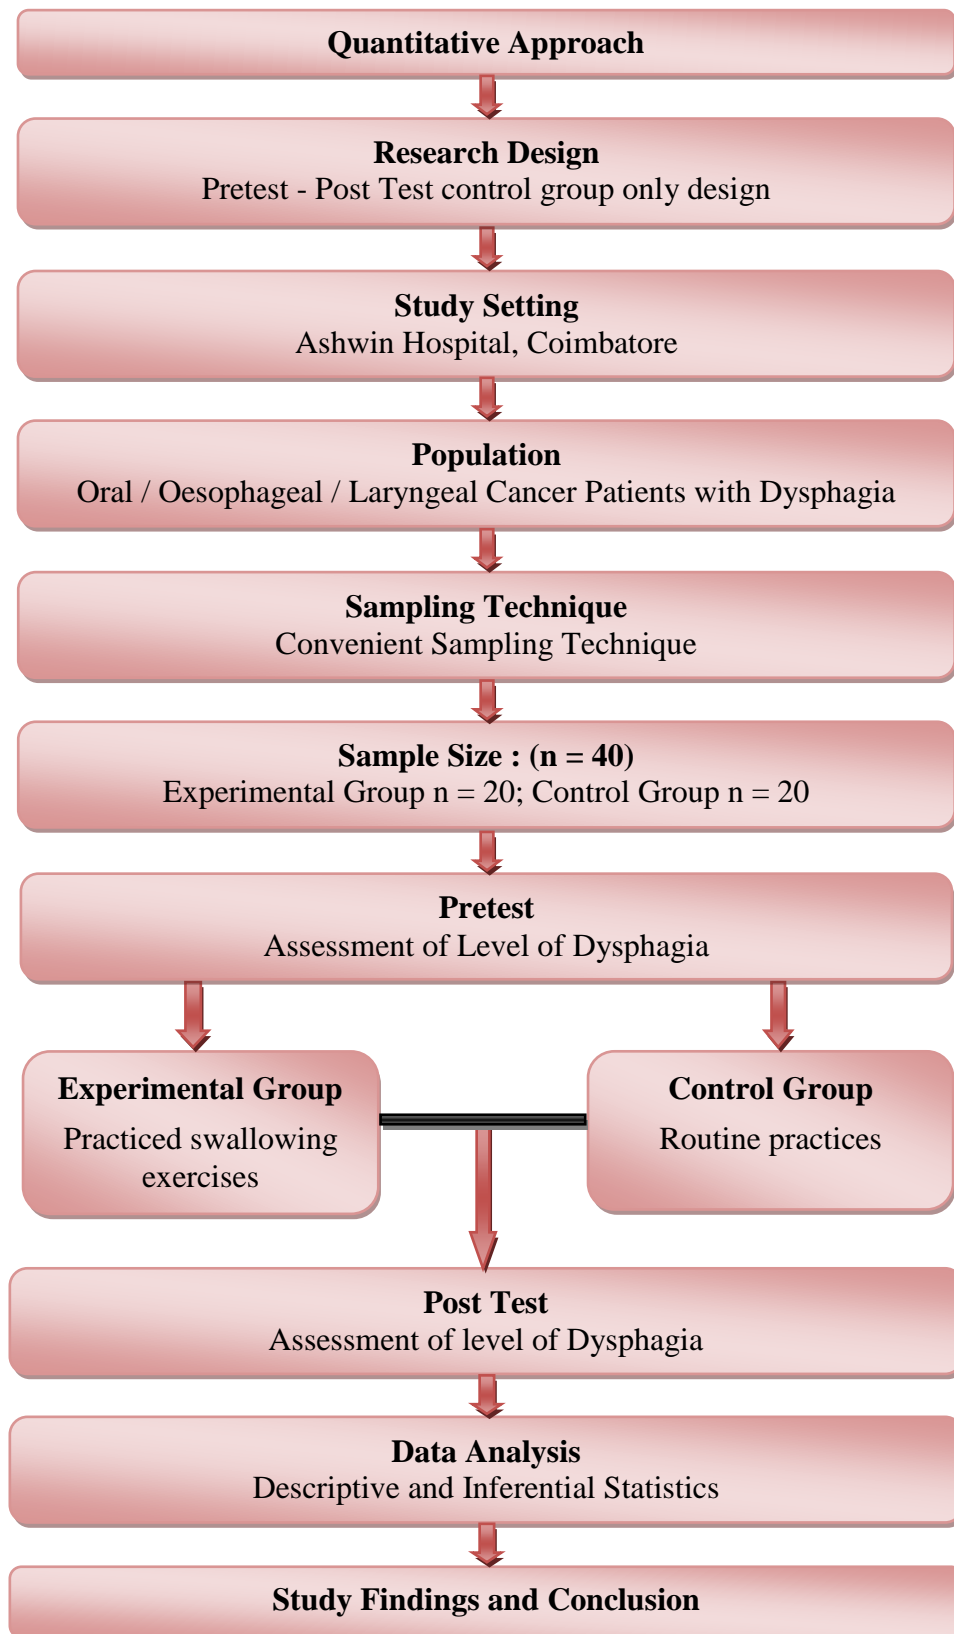 Quantitative Approach
Research Design
Pretest - Post Test control group only design
Study Setting
Ashwin Hospital, Coimbatore
Population
Oral / Oesophageal / Laryngeal Cancer Patients with Dysphagia
Sampling Technique
Convenient Sampling Technique
Sample Size : (n = 40)
Experimental Group n = 20; Control Group n = 20
Pretest
Assessment of Level of Dysphagia
Experimental Group
Practiced swallowing
exercises
Control Group
Routine practices
Post Test
Assessment of level of Dysphagia
Data Analysis
Descriptive and Inferential Statistics
Study Findings and Conclusion